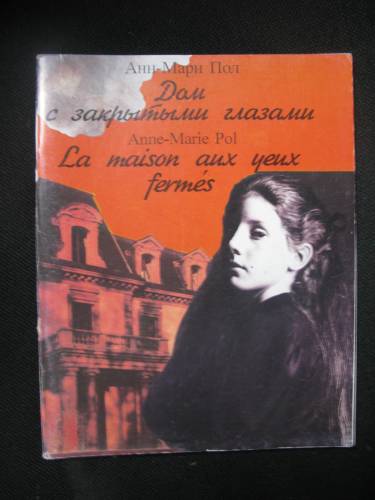 Анн-Мари Пол
Дом
с закрытыми глазами
Anne-Marie Pol
La maison aux yeux
fermés